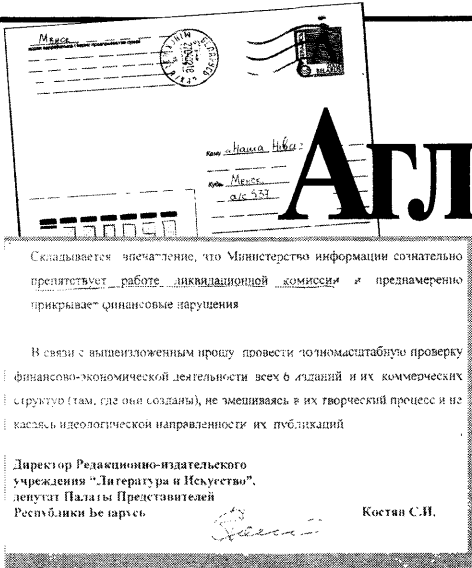 Менск
Кому «Наша Ніва»
Куды Менск
а/с 537
АГЛ
Складывается впечатление, что Министерство информации сознательно
препятствует работе ликвидационной комиссии и преднамеренно
прикрывает финансовые нарушения
В связи с вышеизложенным прошу провести полномасштабную проверку
финансово-экономической деятельности всех 6 изданий и их коммерческих
структур (там, где они созданы), не вмешиваясь в их творческий процесс и не
касаясь идеологической направленности их публикаций
Директор Редакционно-издательского
учреждения "Литература и Искусство",
депутат Палаты Представителей
Республики Беларусь
Костян С.И.